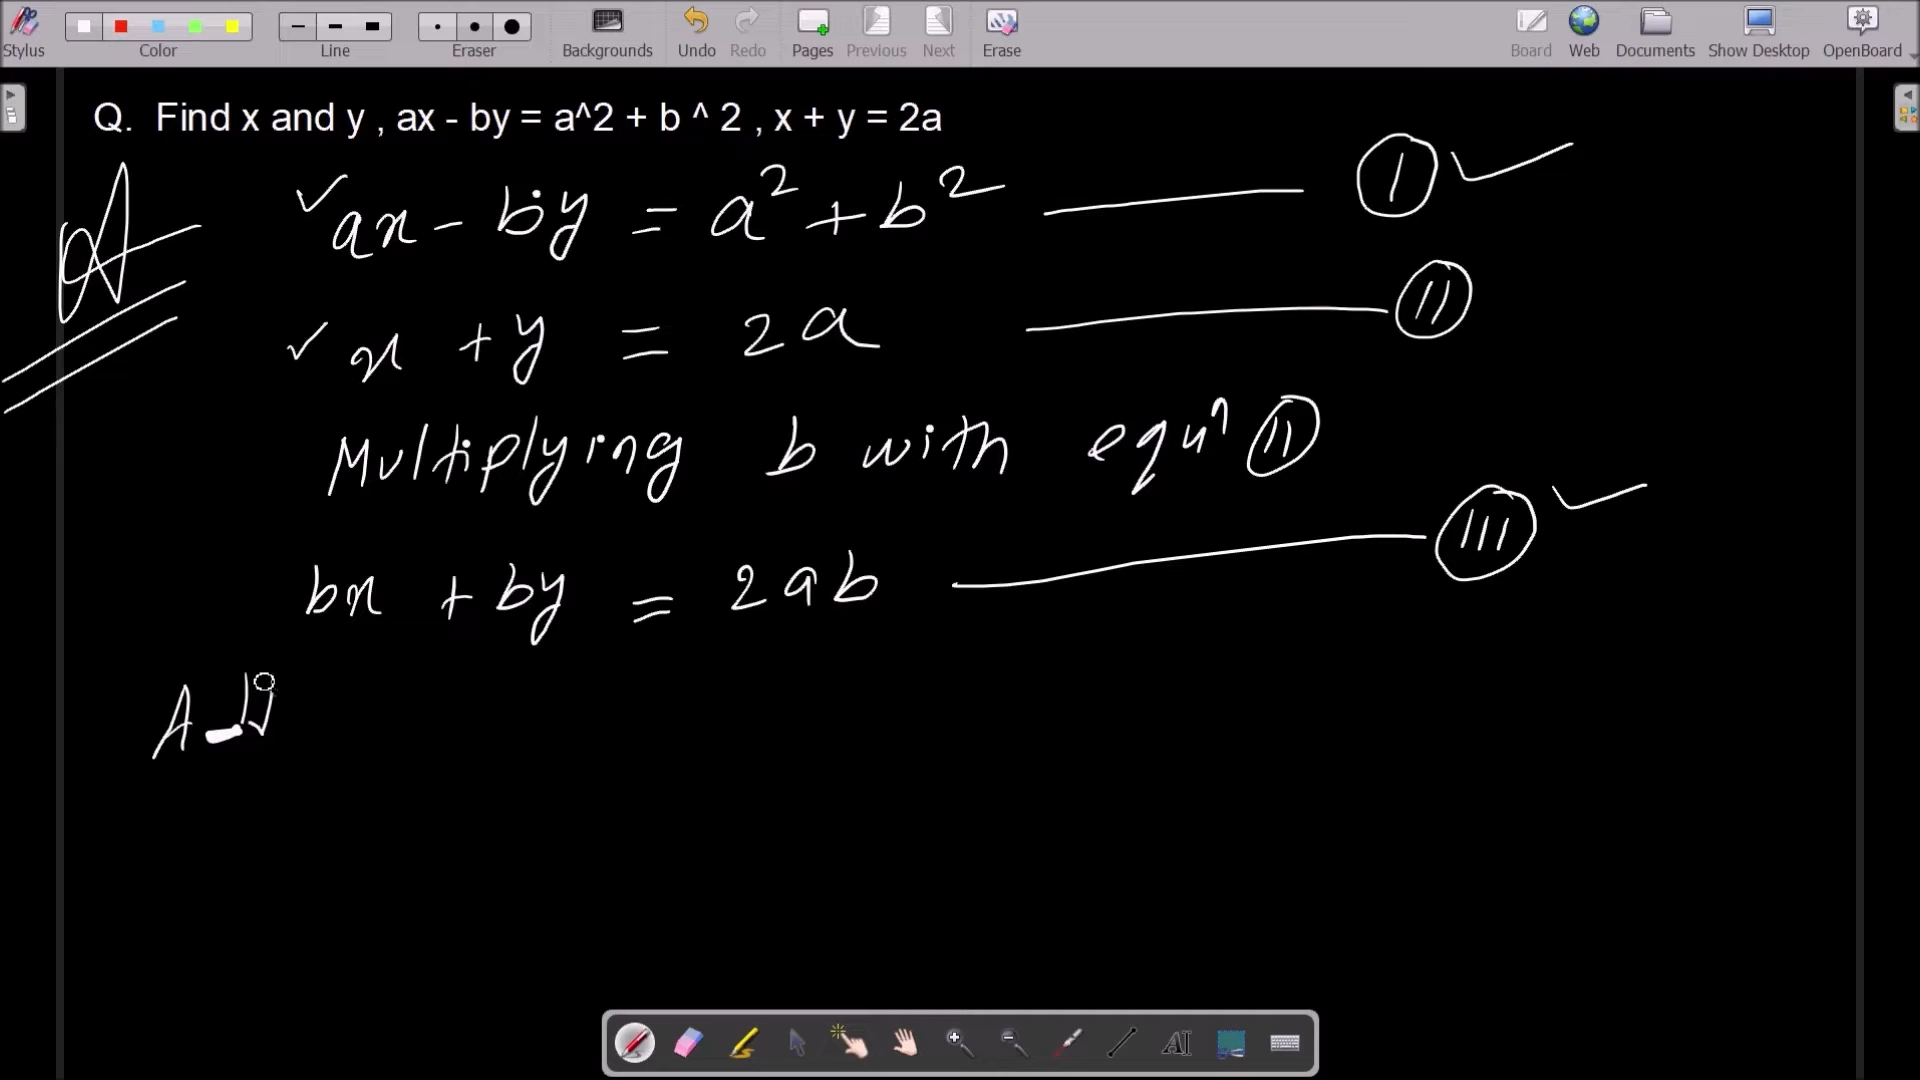 Stylus Color Line Eraser Backgrounds Undo Redo Pages Previous Next Erase Board Web Documents Show Desktop OpenBoard
Q. Find x and y , ax - by = a^2 + b ^ 2 , x + y = 2a
A ax - by = a² + b² I
x + y = 2a II
Multiplying b with equⁿ II
bx + by = 2ab III
AI